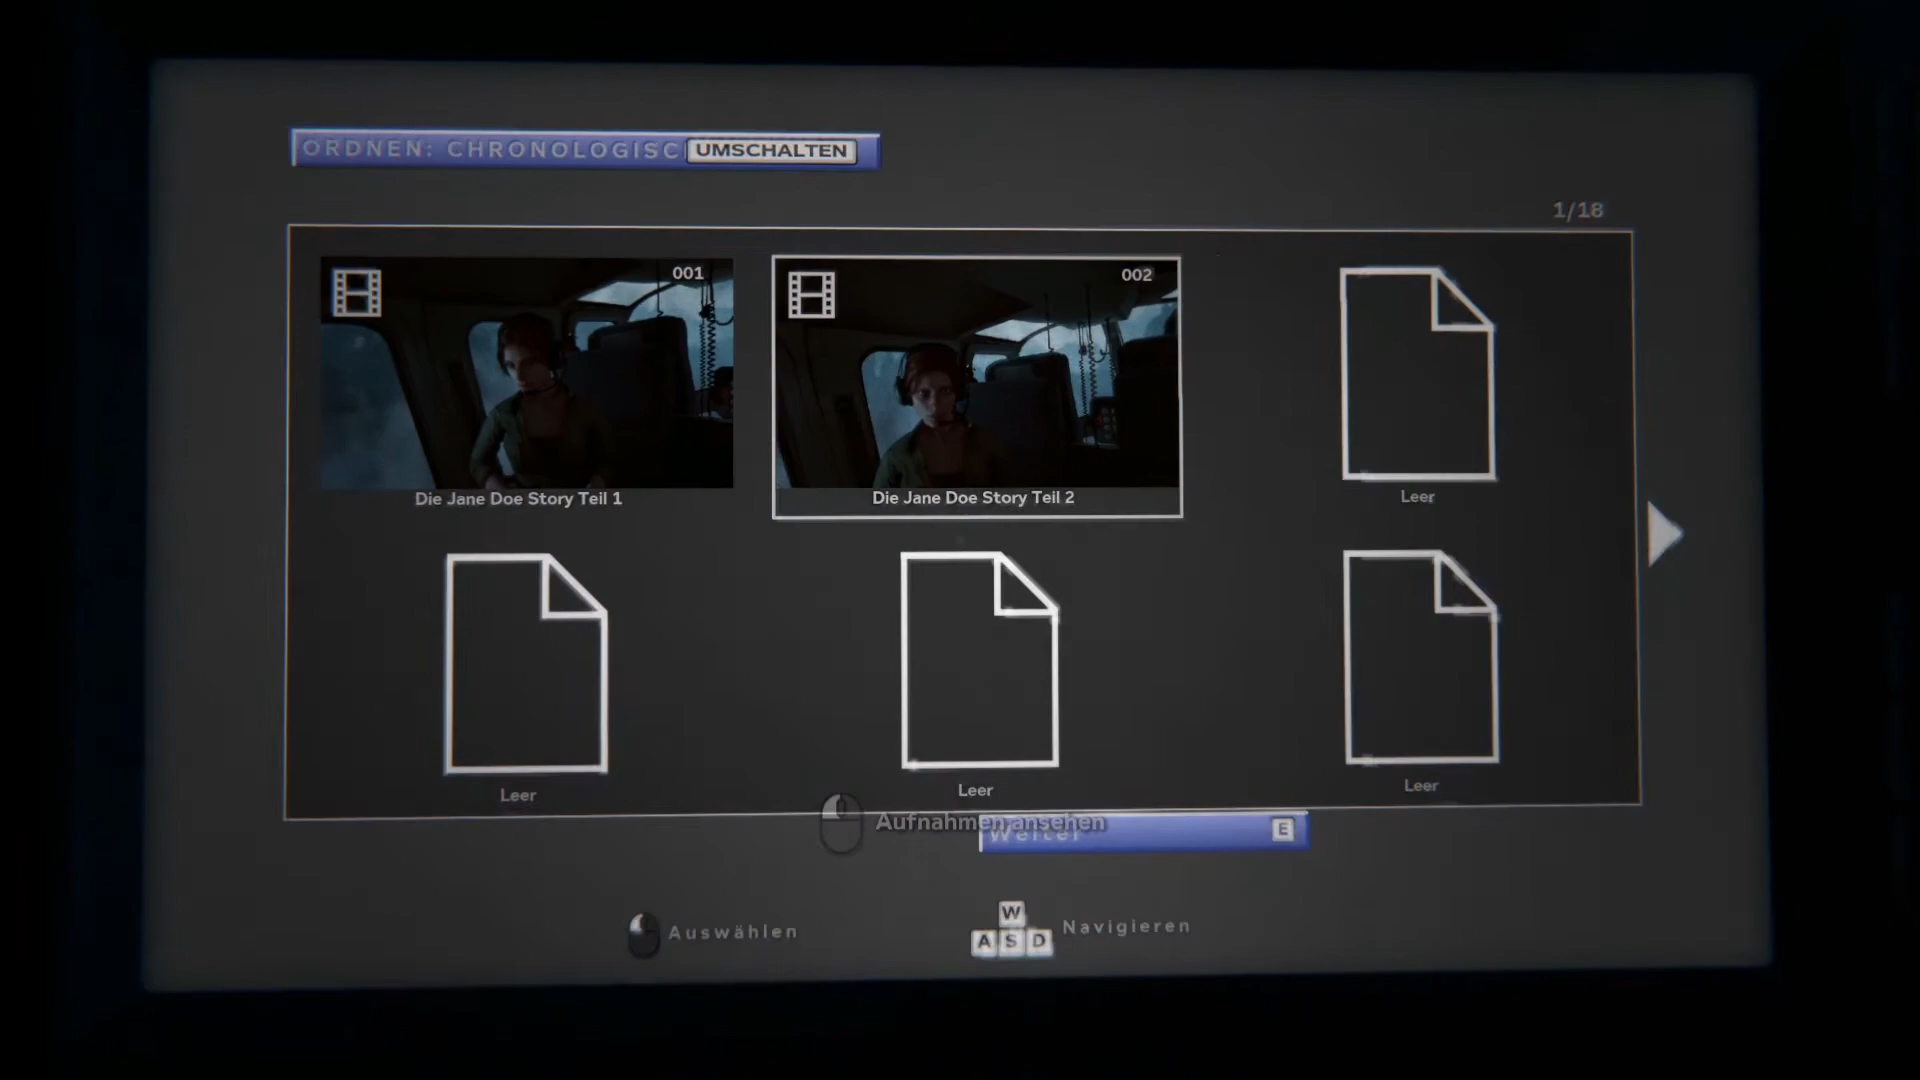 ORDNEN: CHRONOLOGISC UMSCHALTEN
1/18
001
002
Die Jane Doe Story Teil 1
Die Jane Doe Story Teil 2
Leer
Leer
Leer
Leer
Aufnahmen ansehen
Weiter E
Auswählen
W
A S D Navigieren